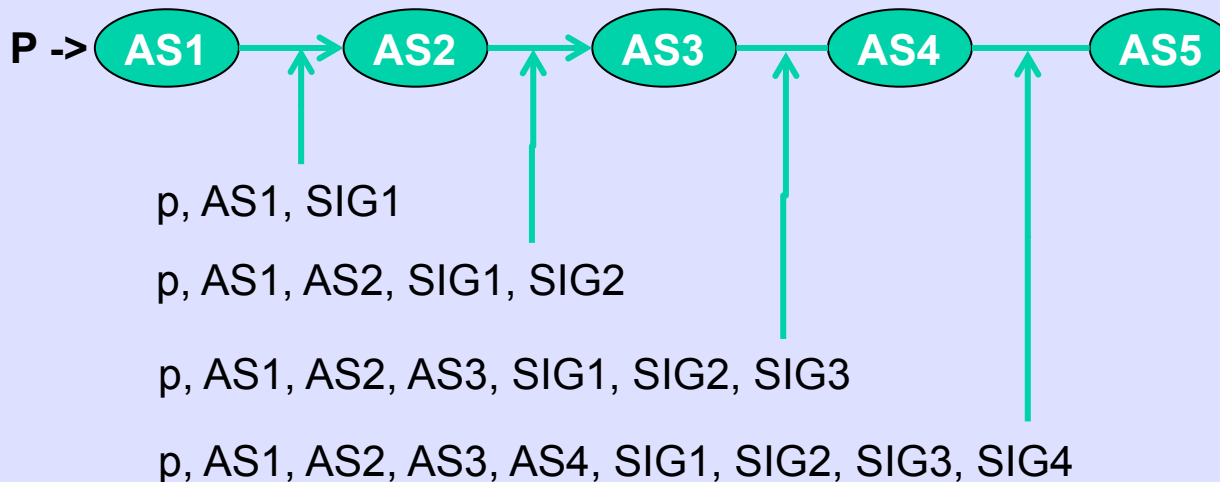 P -> AS1 AS2 AS3 AS4 AS5
p, AS1, SIG1
p, AS1, AS2, SIG1, SIG2
p, AS1, AS2, AS3, SIG1, SIG2, SIG3
p, AS1, AS2, AS3, AS4, SIG1, SIG2, SIG3, SIG4